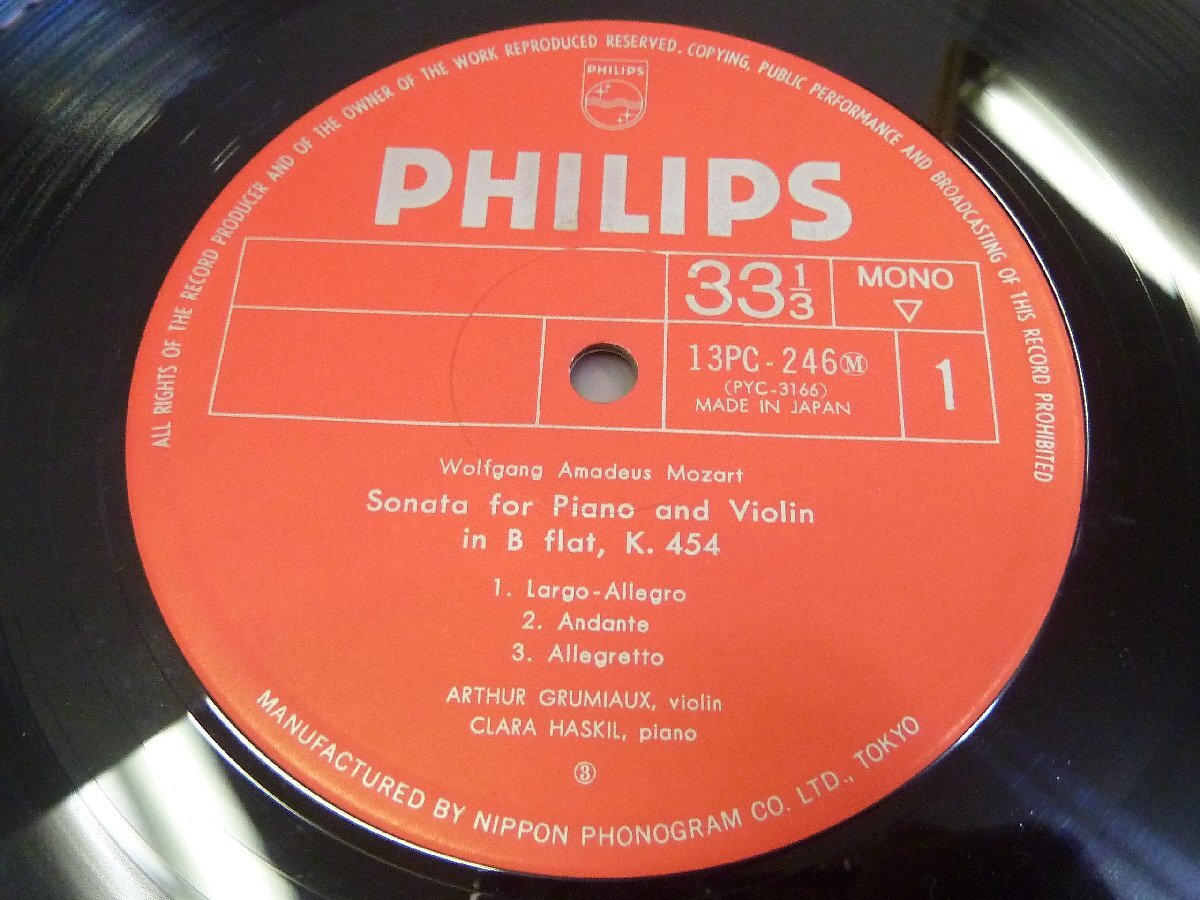 ALL RIGHTS OF THE RECORD PRODUCER AND OF THE OWNER OF THE WORK REPRODUCED RESERVED. COPYING, PUBLIC PERFORMANCE AND BROADCASTING OF THIS RECORD PROHIBITED
PHILIPS
PHILIPS
33 1/3
MONO
13PC-246Ⓜ
(PYC-3166)
MADE IN JAPAN
1
Wolfgang Amadeus Mozart
Sonata for Piano and Violin
in B flat, K. 454
1. Largo-Allegro
2. Andante
3. Allegretto
ARTHUR GRUMIAUX, violin
CLARA HASKIL, piano
③
MANUFACTURED BY NIPPON PHONOGRAM CO. LTD., TOKYO